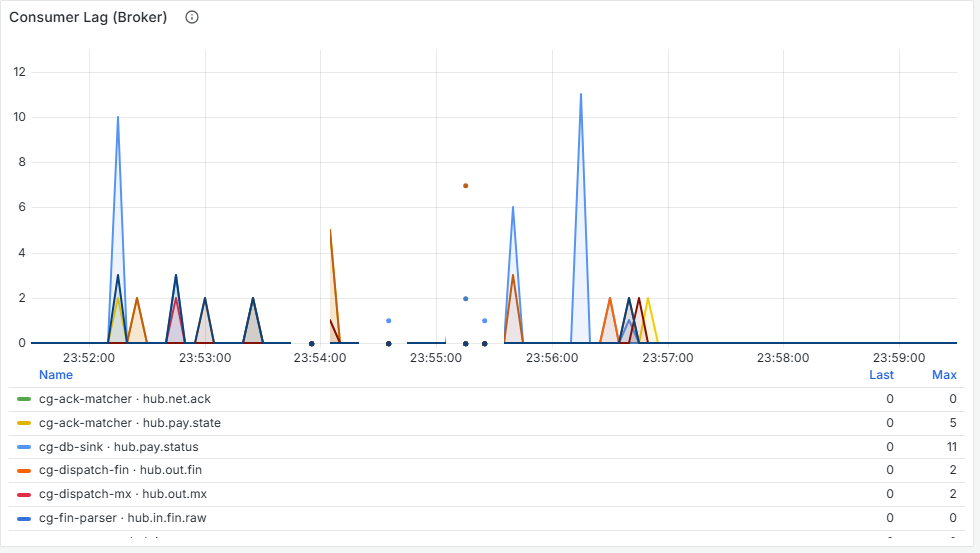 Consumer Lag (Broker)
12
10
8
6
4
2
0
23:52:00 23:53:00 23:54:00 23:55:00 23:56:00 23:57:00 23:58:00 23:59:00
Name Last Max
cg-ack-matcher · hub.net.ack 0 0
cg-ack-matcher · hub.pay.state 0 5
cg-db-sink · hub.pay.status 0 11
cg-dispatch-fin · hub.out.fin 0 2
cg-dispatch-mx · hub.out.mx 0 2
cg-fin-parser · hub.in.fin.raw 0 0